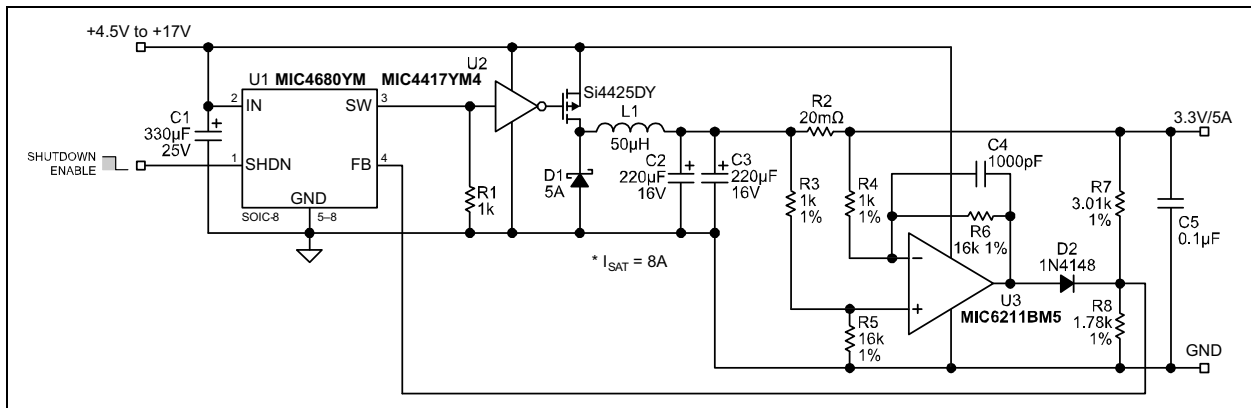 +4.5V to +17V
U1 MIC4680YM
MIC4417YM4
U2
Si4425DY
2
IN
SW
3
C1
330µF
25V
+
SHUTDOWN
ENABLE
1
SHDN
FB
4
GND
SOIC-8
5–8
R1
1k
D1
5A
L1
50µH
C2
220µF
16V
+
C3
220µF
16V
+
* ISAT = 8A
R2
20mΩ
R3
1k
1%
R4
1k
1%
C4
1000pF
R6
16k 1%
R5
16k
1%
−
+
U3
MIC6211BM5
D2
1N4148
R7
3.01k
1%
R8
1.78k
1%
C5
0.1µF
3.3V/5A
GND